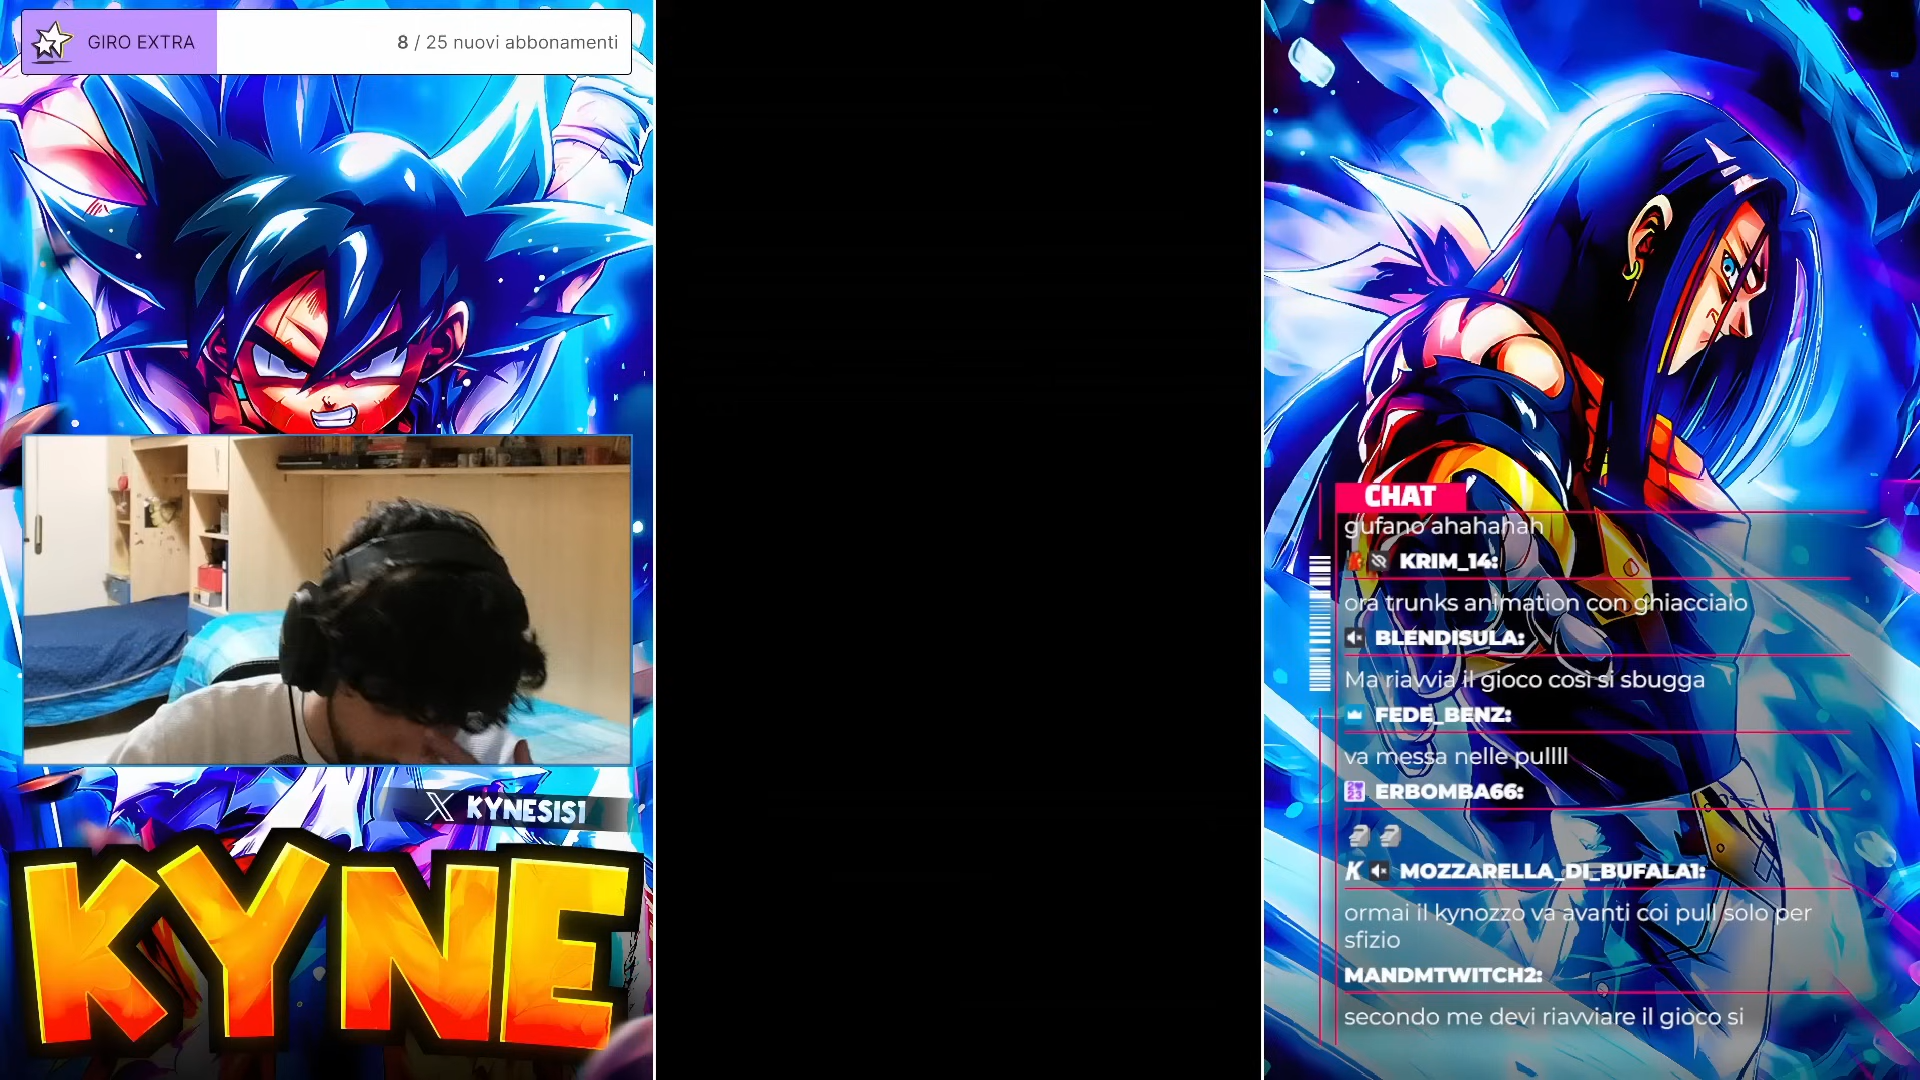 GIRO EXTRA
8 / 25 nuovi abbonamenti
KYNESIS1
KYNE
CHAT
gufano ahahahah
KRIM_14:
ora trunks animation con ghiacciaio
BLENDISULA:
Ma riavvia il gioco così si sbugga
FEDE_BENZ:
va messa nelle pullll
ERBOMBA66:
K MOZZARELLA_DI_BUFALA1:
ormai il kynozzo va avanti coi pull solo per
sfizio
MANDMTWITCH2:
secondo me devi riavviare il gioco si